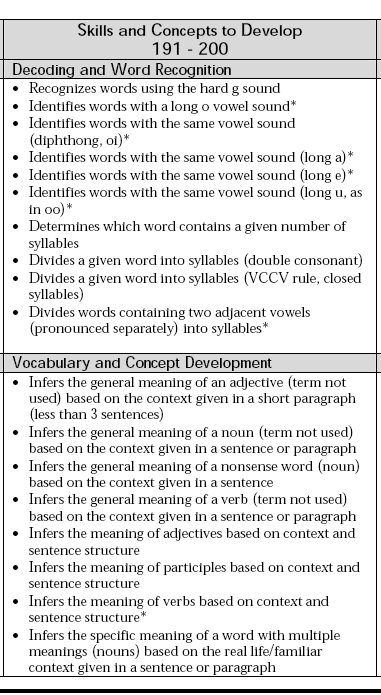 Skills and Concepts to Develop
191 - 200
Decoding and Word Recognition
• Recognizes words using the hard g sound
• Identifies words with a long o vowel sound*
• Identifies words with the same vowel sound
(diphthong, oi)*
• Identifies words with the same vowel sound (long a)*
• Identifies words with the same vowel sound (long e)*
• Identifies words with the same vowel sound (long u, as
in oo)*
• Determines which word contains a given number of
syllables
• Divides a given word into syllables (double consonant)
• Divides a given word into syllables (VCCV rule, closed
syllables)
• Divides words containing two adjacent vowels
(pronounced separately) into syllables*
Vocabulary and Concept Development
• Infers the general meaning of an adjective (term not
used) based on the context given in a short paragraph
(less than 3 sentences)
• Infers the general meaning of a noun (term not used)
based on the context given in a sentence or paragraph
• Infers the general meaning of a nonsense word (noun)
based on the context given in a sentence
• Infers the general meaning of a verb (term not used)
based on the context given in a sentence or paragraph
• Infers the meaning of adjectives based on context and
sentence structure
• Infers the meaning of participles based on context and
sentence structure
• Infers the meaning of verbs based on context and
sentence structure*
• Infers the specific meaning of a word with multiple
meanings (nouns) based on the real life/familiar
context given in a sentence or paragraph